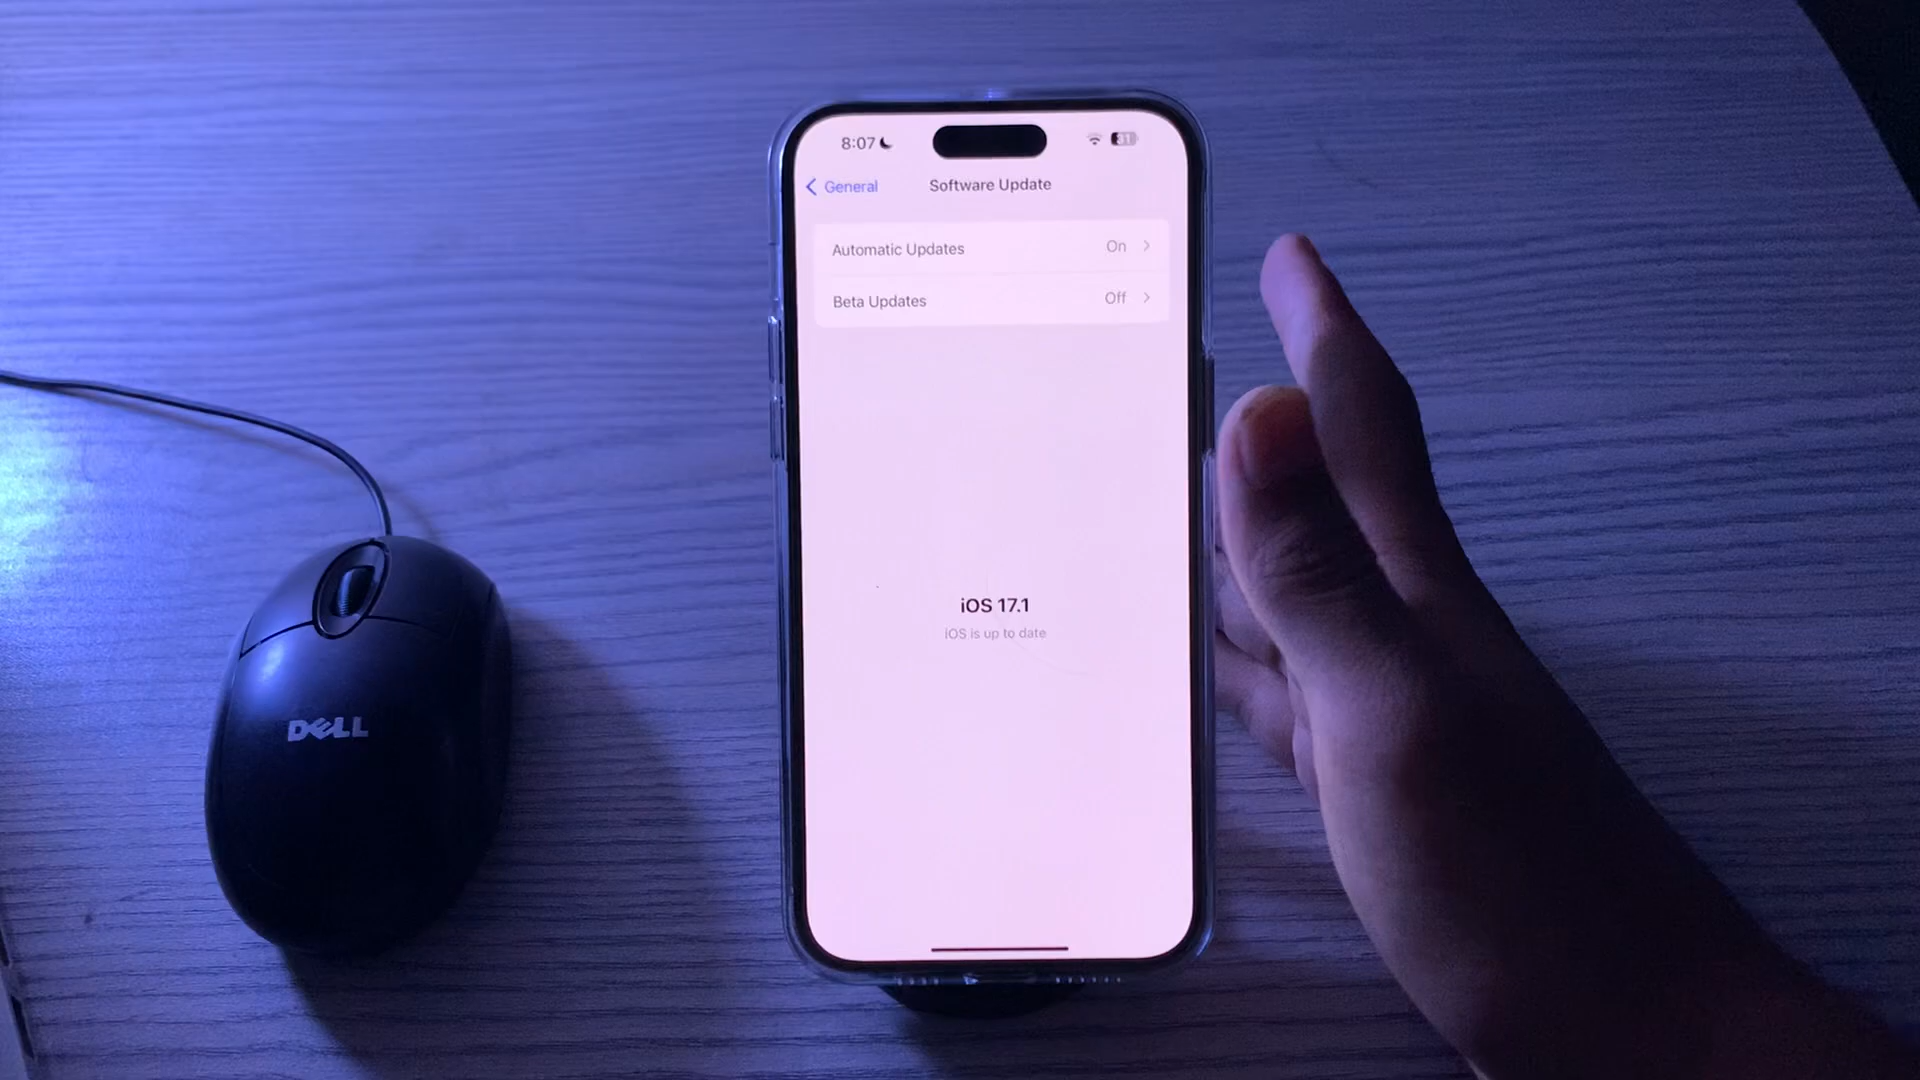 8:07
31
General
Software Update
Automatic Updates On
Beta Updates Off
iOS 17.1
iOS is up to date
DELL